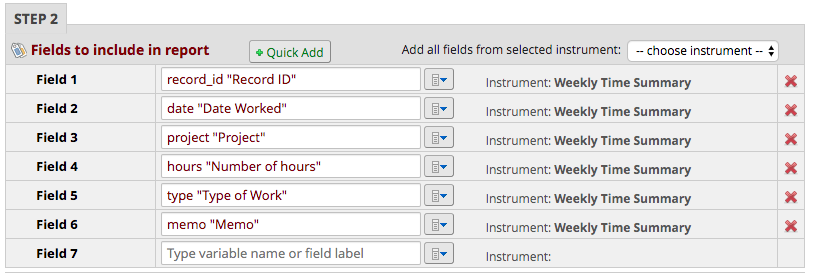 STEP 2
Fields to include in report + Quick Add Add all fields from selected instrument: -- choose instrument --
Field 1 record_id "Record ID" Instrument: Weekly Time Summary
Field 2 date "Date Worked" Instrument: Weekly Time Summary
Field 3 project "Project" Instrument: Weekly Time Summary
Field 4 hours "Number of hours" Instrument: Weekly Time Summary
Field 5 type "Type of Work" Instrument: Weekly Time Summary
Field 6 memo "Memo" Instrument: Weekly Time Summary
Field 7 Type variable name or field label Instrument: